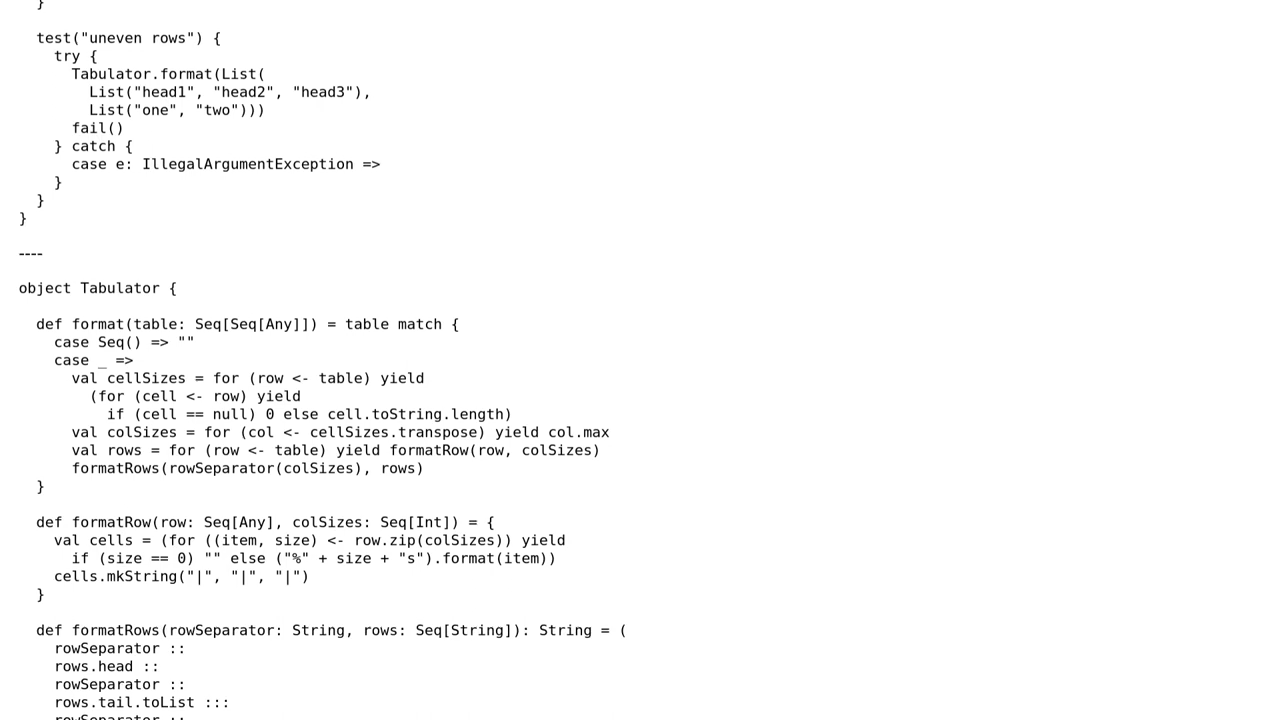 }
test("uneven rows") {
try {
Tabulator.format(List(
List("head1", "head2", "head3"),
List("one", "two")))
fail()
} catch {
case e: IllegalArgumentException =>
}
}
}
----
object Tabulator {
def format(table: Seq[Seq[Any]]) = table match {
case Seq() => ""
case _ =>
val cellSizes = for (row <- table) yield
(for (cell <- row) yield
if (cell == null) 0 else cell.toString.length)
val colSizes = for (col <- cellSizes.transpose) yield col.max
val rows = for (row <- table) yield formatRow(row, colSizes)
formatRows(rowSeparator(colSizes), rows)
}
def formatRow(row: Seq[Any], colSizes: Seq[Int]) = {
val cells = (for ((item, size) <- row.zip(colSizes)) yield
if (size == 0) "" else ("%" + size + "s").format(item))
cells.mkString("|", "|", "|")
}
def formatRows(rowSeparator: String, rows: Seq[String]): String = (
rowSeparator ::
rows.head ::
rowSeparator ::
rows.tail.toList :::
rowSeparator ::